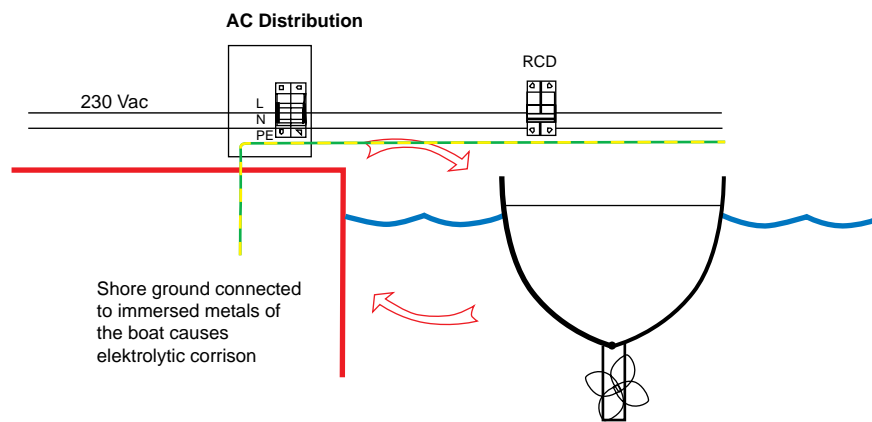 AC Distribution
RCD
230 Vac
L
N
PE
Shore ground connected
to immersed metals of
the boat causes
elektrolytic corrison